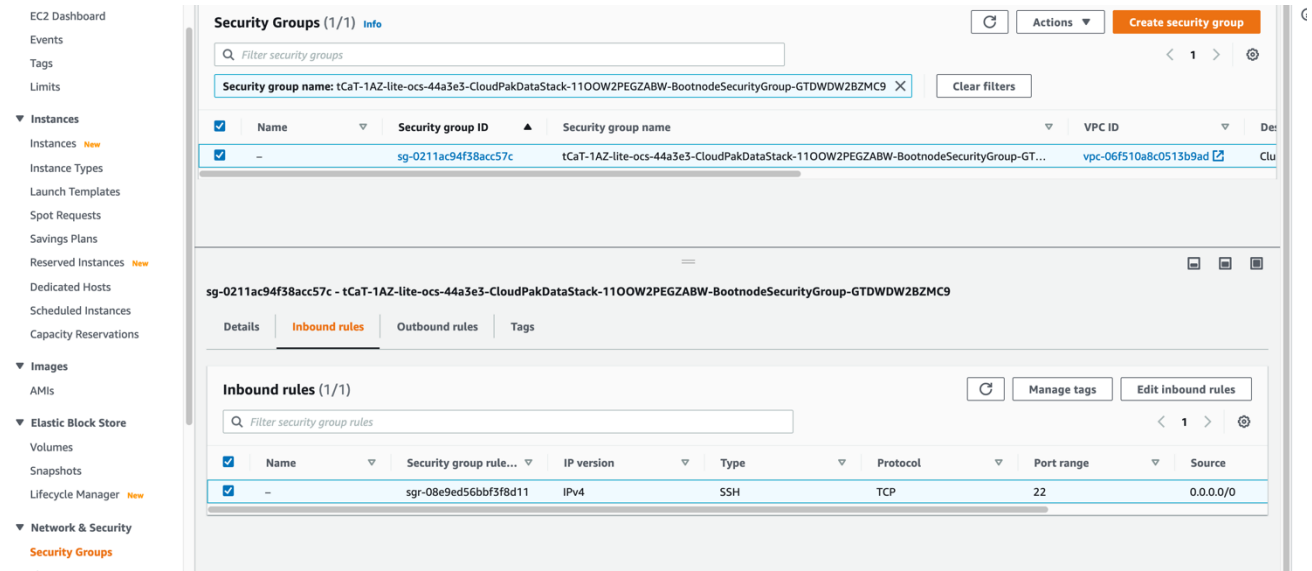 EC2 Dashboard
Events
Tags
Limits
Instances
Instances New
Instance Types
Launch Templates
Spot Requests
Savings Plans
Reserved Instances New
Dedicated Hosts
Scheduled Instances
Capacity Reservations
Images
AMIs
Elastic Block Store
Volumes
Snapshots
Lifecycle Manager New
Network & Security
Security Groups
Security Groups (1/1) Info
Actions
Create security group
Filter security groups
1
Security group name: tCaT-1AZ-lite-ocs-44a3e3-CloudPakDataStack-11OOW2PEGZABW-BootnodeSecurityGroup-GTDWDW2BZMC9
Clear filters
Name Security group ID Security group name VPC ID Des
– sg-0211ac94f38acc57c tCaT-1AZ-lite-ocs-44a3e3-CloudPakDataStack-11OOW2PEGZABW-BootnodeSecurityGroup-GT... vpc-06f510a8c0513b9ad Clu
sg-0211ac94f38acc57c - tCaT-1AZ-lite-ocs-44a3e3-CloudPakDataStack-11OOW2PEGZABW-BootnodeSecurityGroup-GTDWDW2BZMC9
Details Inbound rules Outbound rules Tags
Inbound rules (1/1)
Manage tags
Edit inbound rules
Filter security group rules
1
Name Security group rule... IP version Type Protocol Port range Source
– sgr-08e9ed56bbf3f8d11 IPv4 SSH TCP 22 0.0.0.0/0